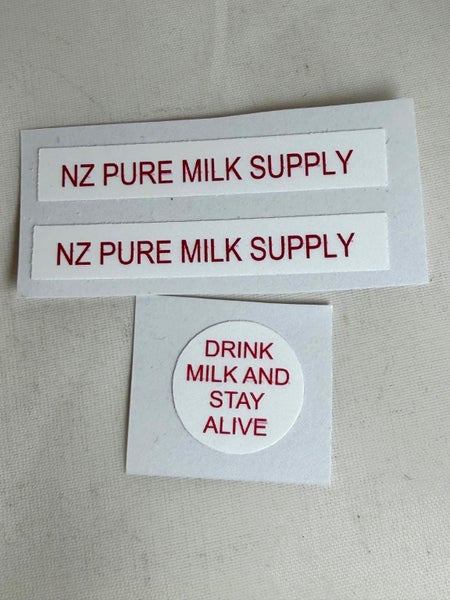 NZ PURE MILK SUPPLY
NZ PURE MILK SUPPLY
DRINK
MILK AND
STAY
ALIVE